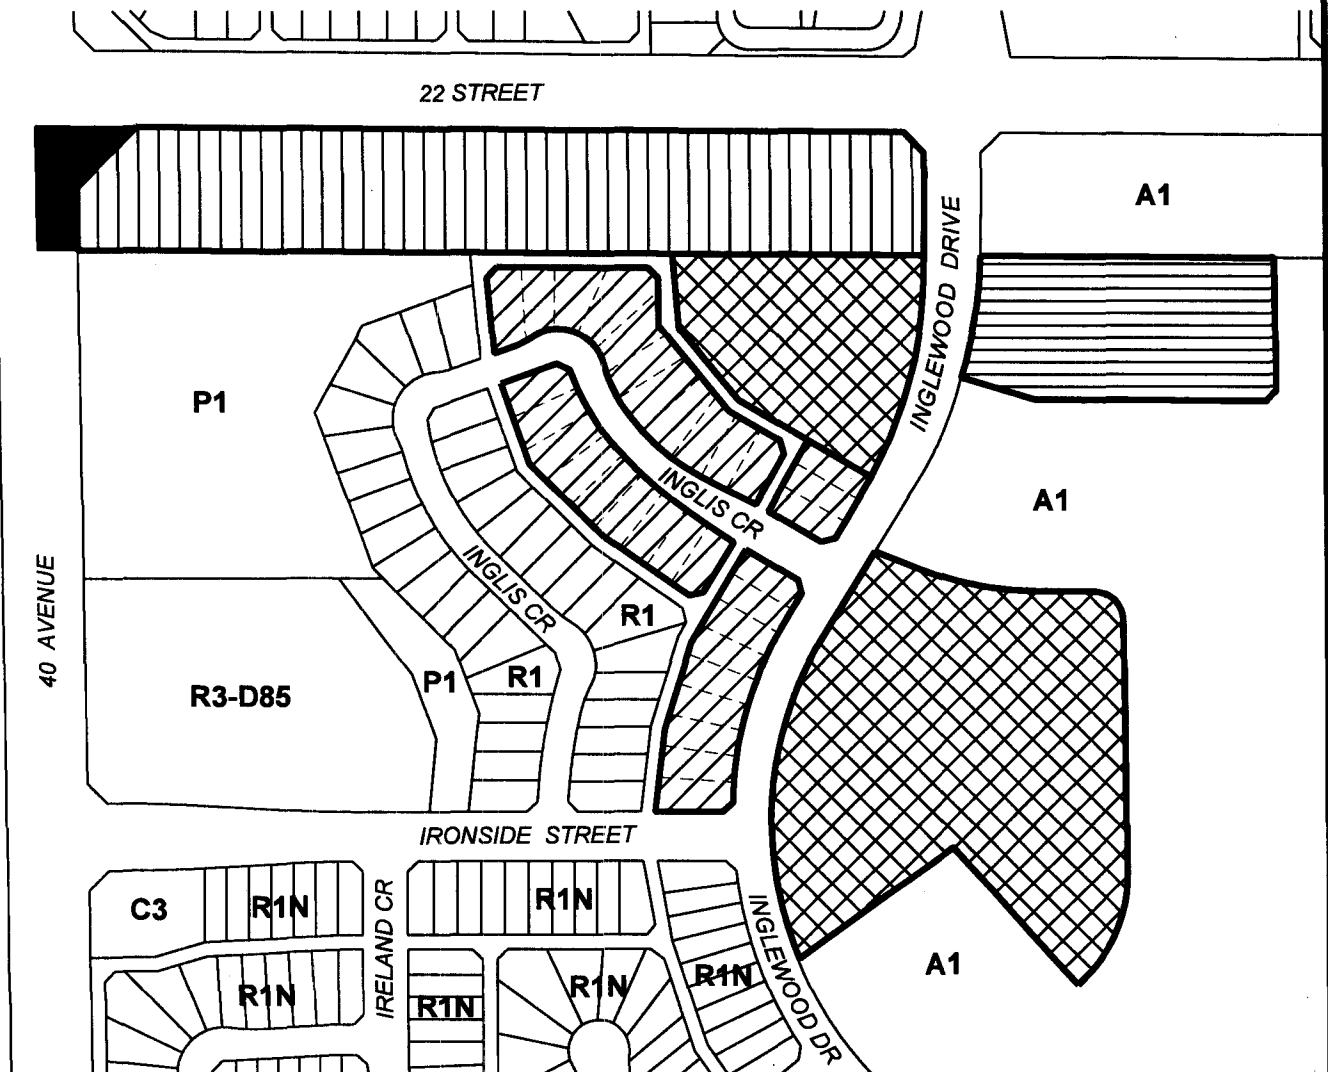 22 STREET
A1
INGLEWOOD DRIVE
P1
A1
INGLIS CR
40 AVENUE
INGLIS CR
R1
P1
R1
R3-D85
IRONSIDE STREET
C3
R1N
IRELAND CR
R1N
INGLEWOOD DR
R1N
R1N
R1N
R1N
A1